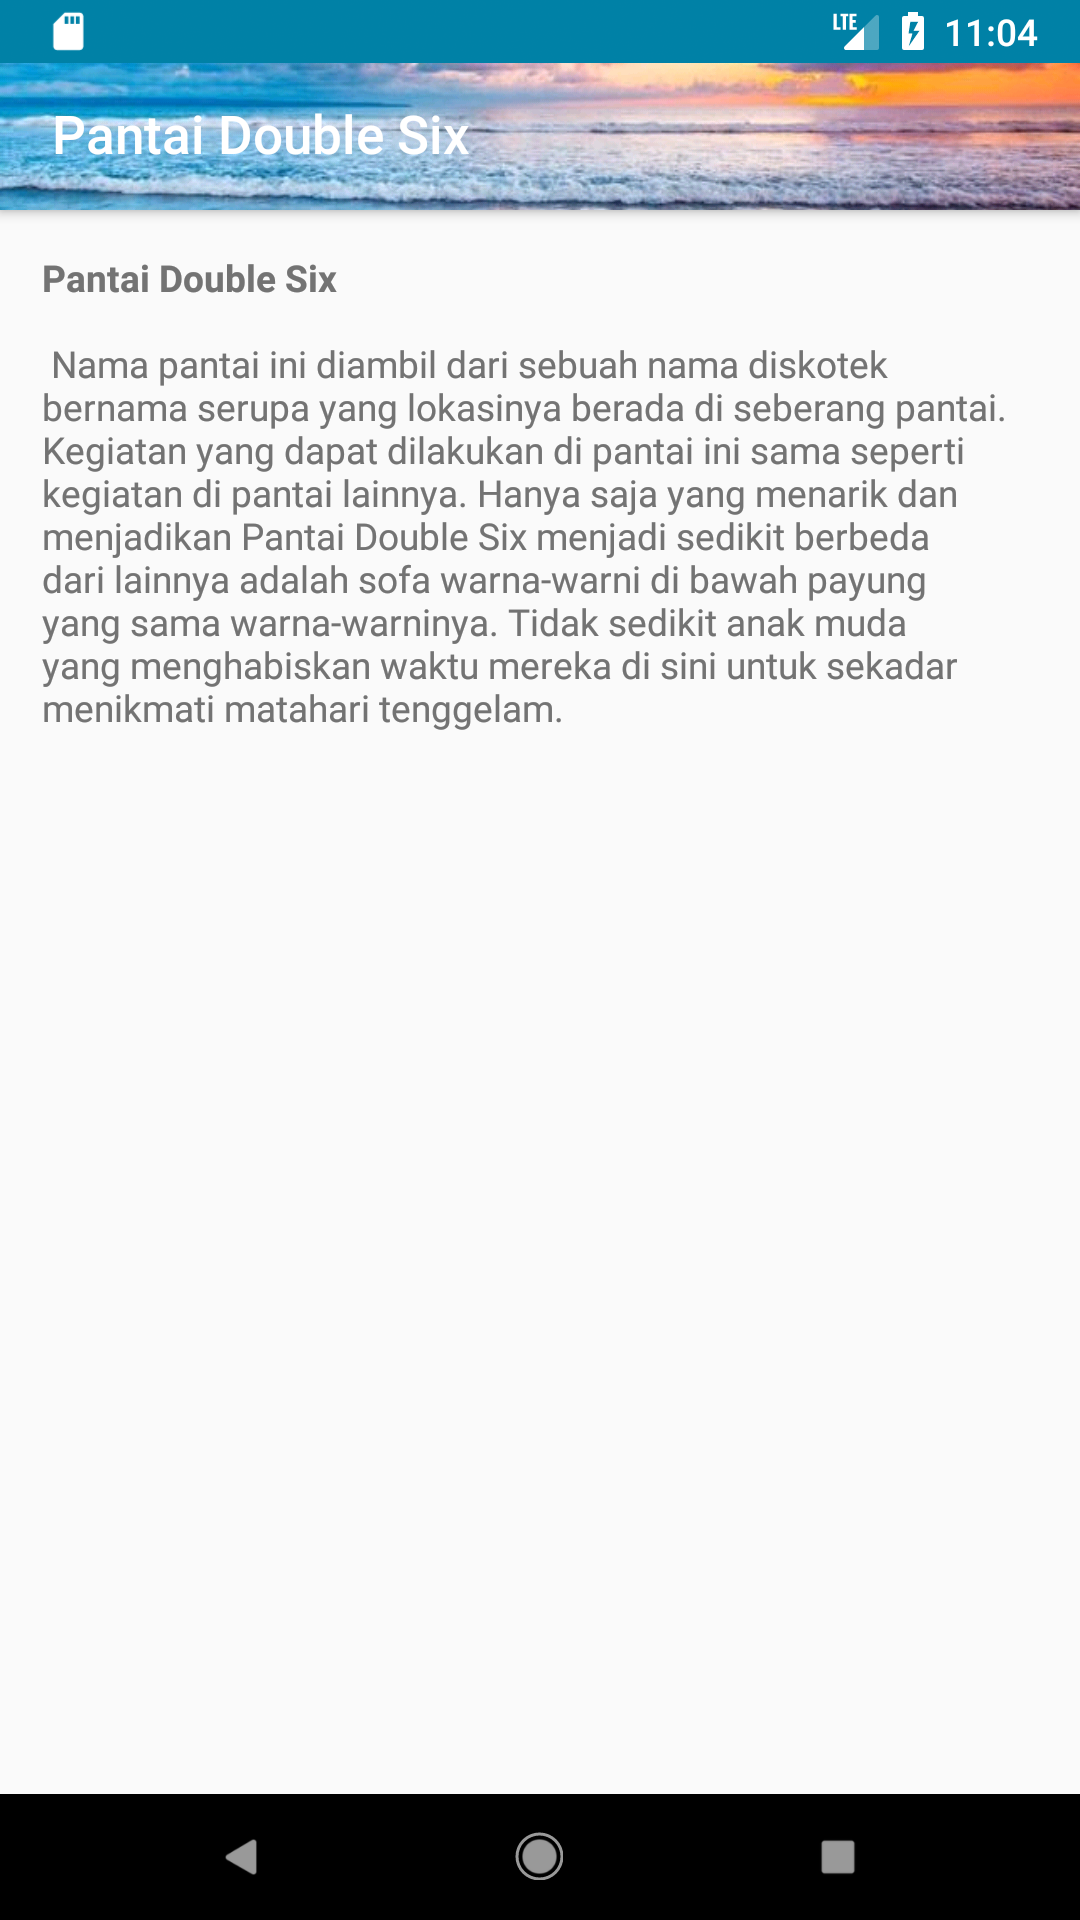 LTE 11:04
Pantai Double Six
Pantai Double Six
Nama pantai ini diambil dari sebuah nama diskotek
bernama serupa yang lokasinya berada di seberang pantai.
Kegiatan yang dapat dilakukan di pantai ini sama seperti
kegiatan di pantai lainnya. Hanya saja yang menarik dan
menjadikan Pantai Double Six menjadi sedikit berbeda
dari lainnya adalah sofa warna-warni di bawah payung
yang sama warna-warninya. Tidak sedikit anak muda
yang menghabiskan waktu mereka di sini untuk sekadar
menikmati matahari tenggelam.